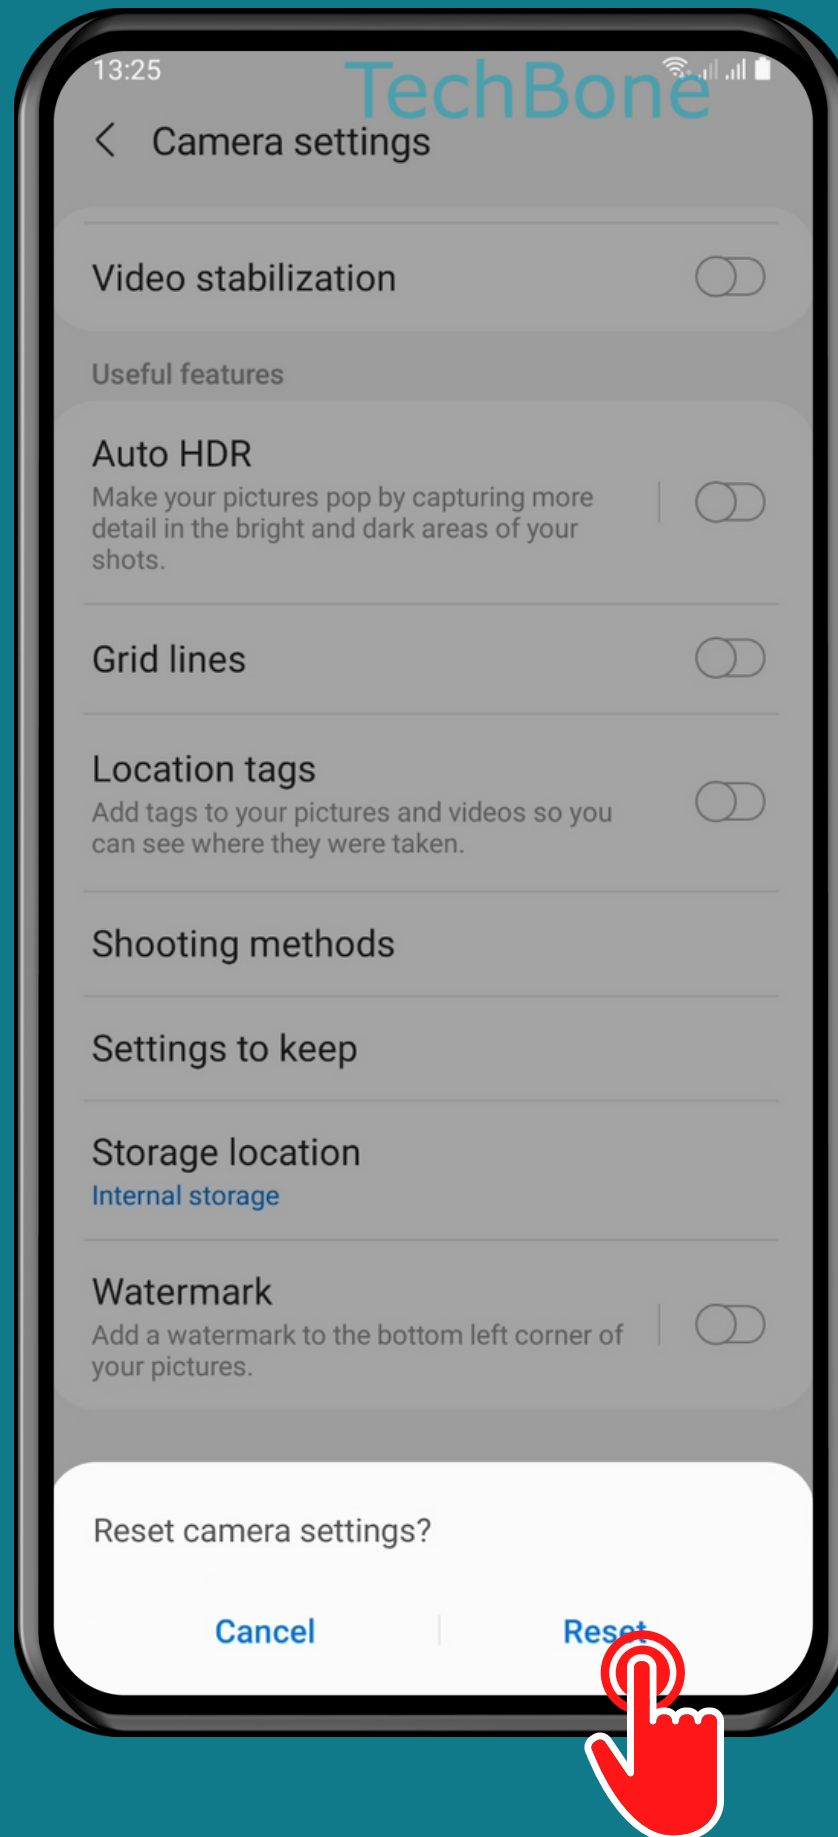 13:25
TechBone
Camera settings
Video stabilization
Useful features
Auto HDR
Make your pictures pop by capturing more
detail in the bright and dark areas of your
shots.
Grid lines
Location tags
Add tags to your pictures and videos so you
can see where they were taken.
Shooting methods
Settings to keep
Storage location
Internal storage
Watermark
Add a watermark to the bottom left corner of
your pictures.
Reset camera settings?
Cancel
Reset